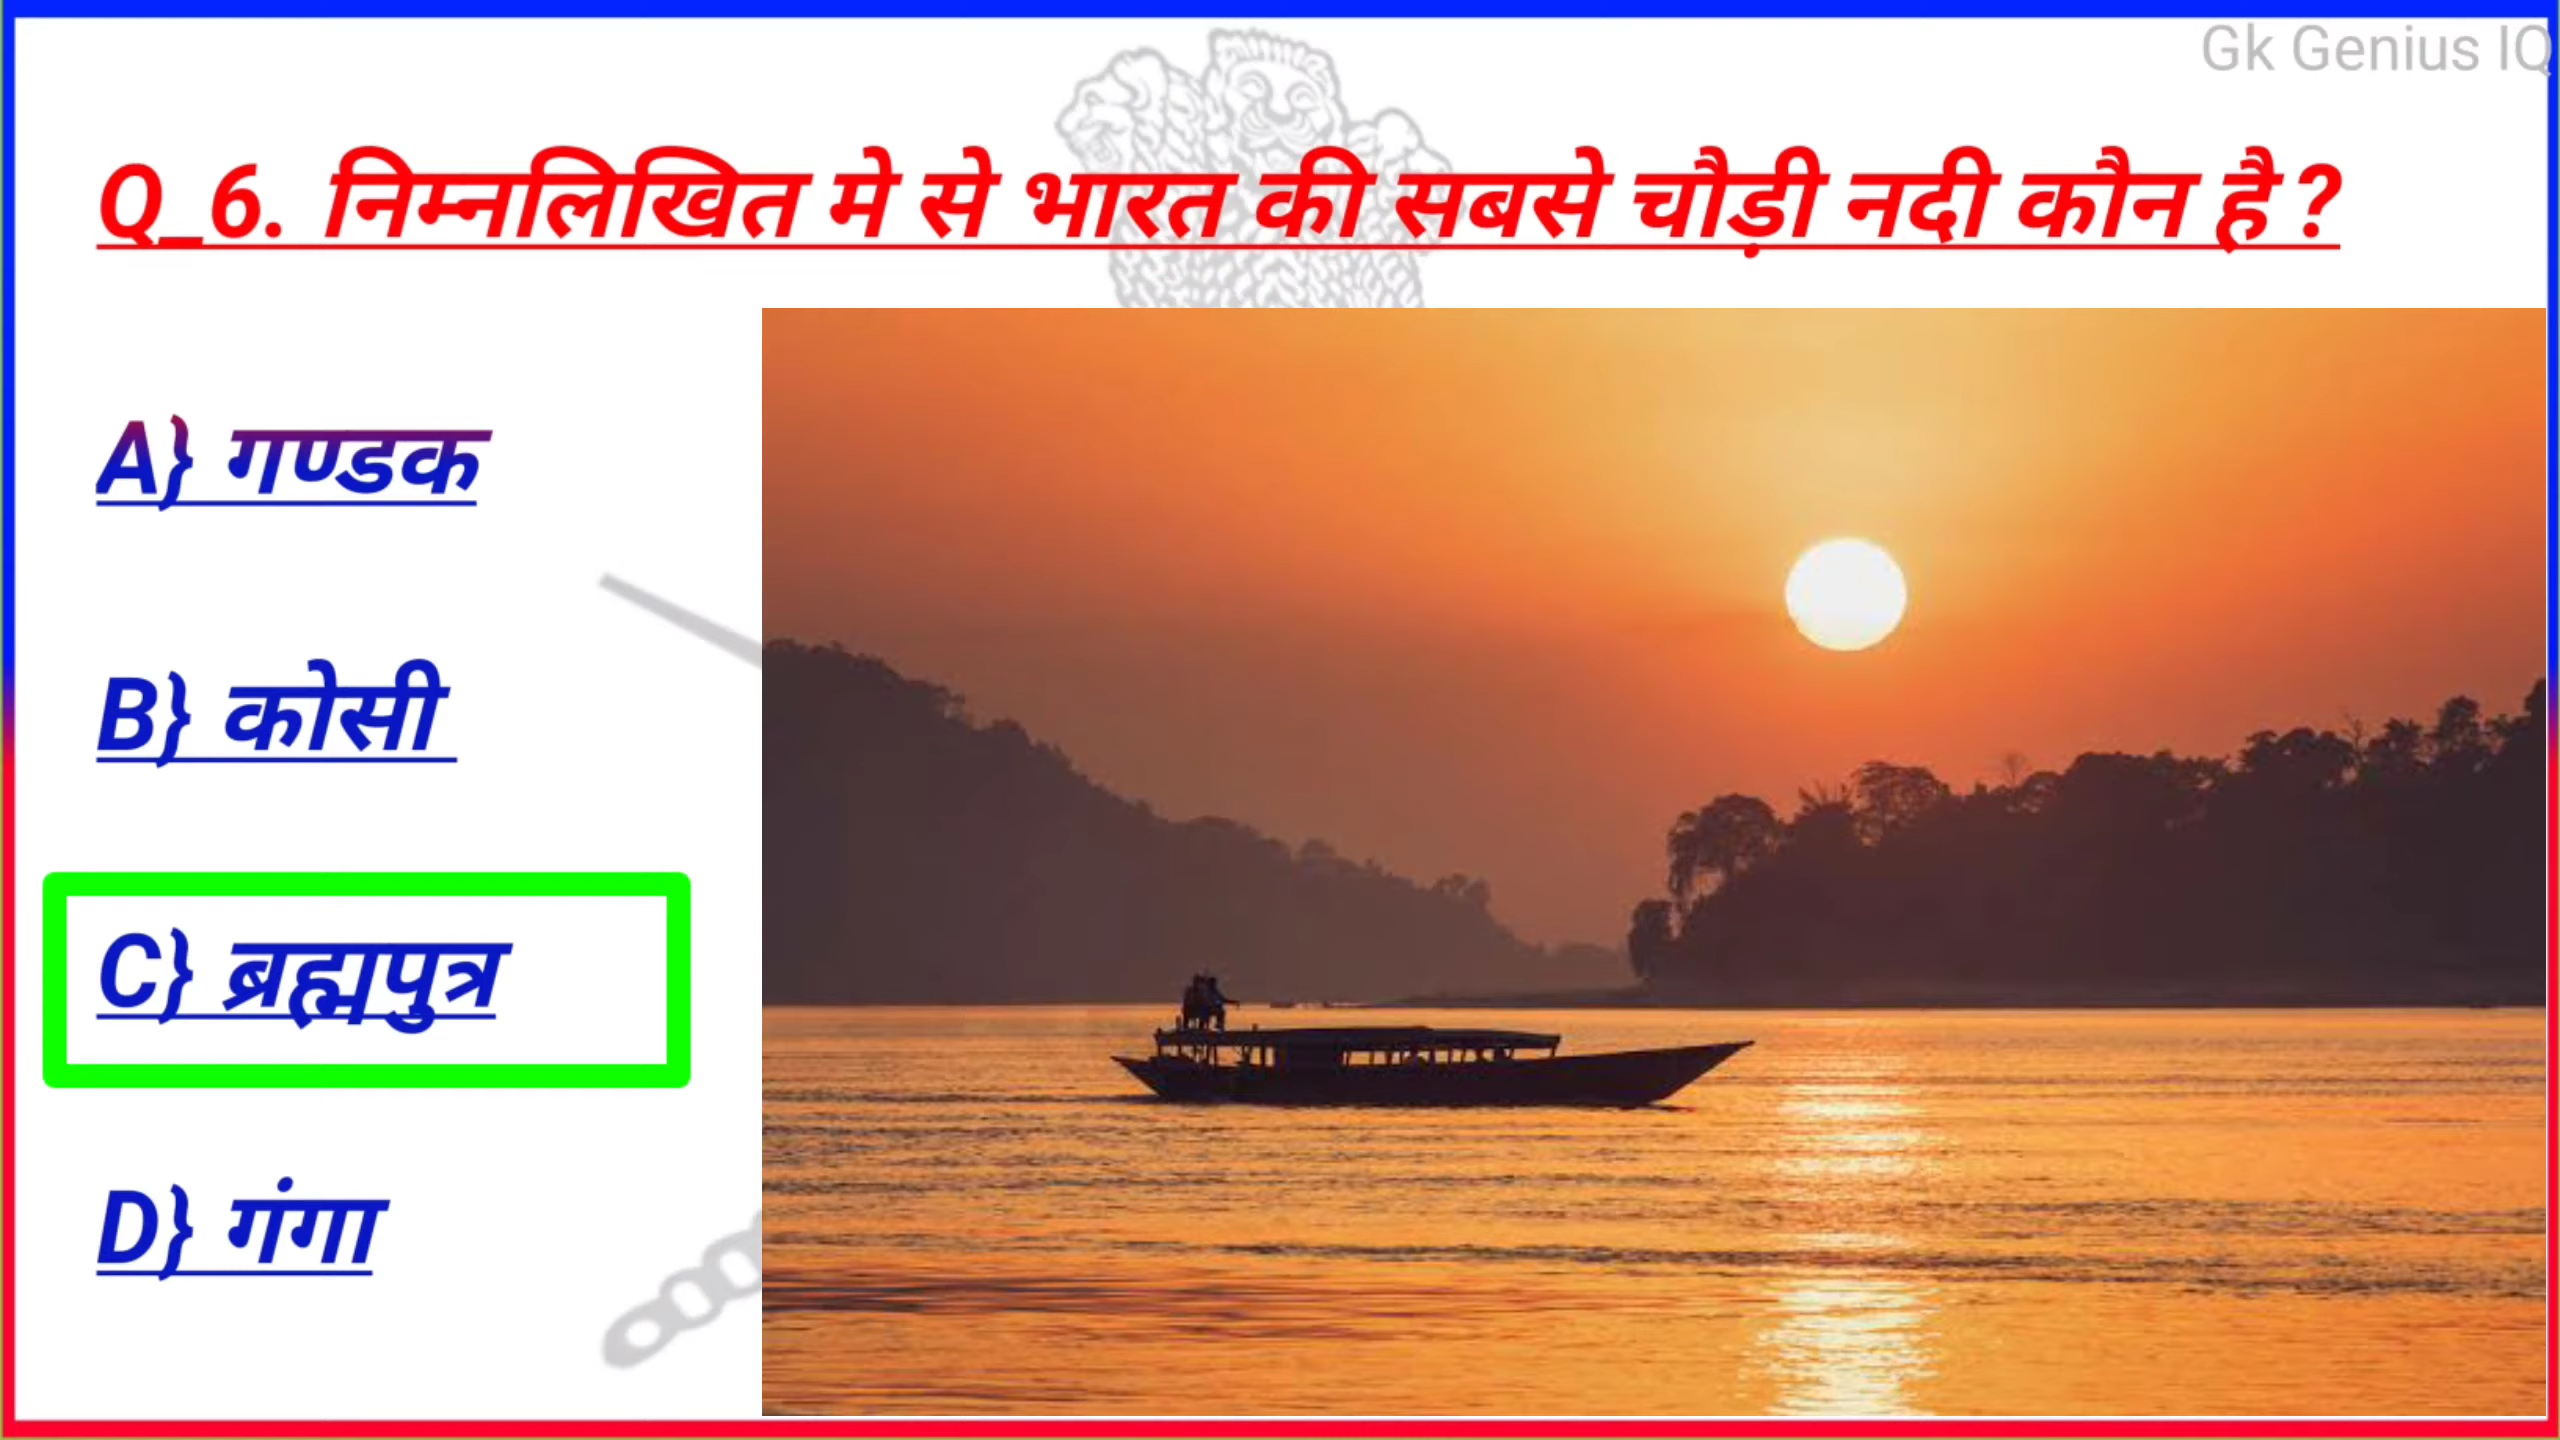 Gk Genius IQ
Q_6. निम्नलिखित मे से भारत की सबसे चौड़ी नदी कौन है ?
A} गण्डक
B} कोसी
C} ब्रह्मपुत्र
D} गंगा